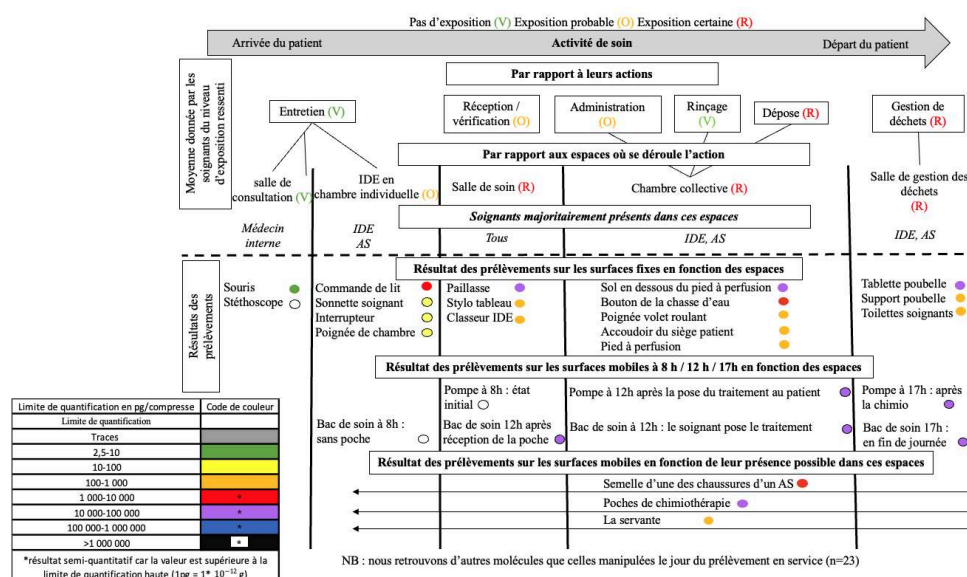 Pas d'exposition (V) Exposition probable (O) Exposition certaine (R)
Arrivée du patient
Activité de soin
Départ du patient
Moyenne donnée par les soignants du niveau d'exposition ressenti
Par rapport à leurs actions
Entretien (V)
Réception / vérification (O)
Administration (O)
Rinçage (V)
Dépose (R)
Gestion de déchets (R)
Par rapport aux espaces où se déroule l'action
salle de consultation (V)
IDE en chambre individuelle (O)
Salle de soin (R)
Chambre collective (R)
Salle de gestion des déchets (R)
Soignants majoritairement présents dans ces espaces
Médecin interne
IDE AS
Tous
IDE, AS
IDE, AS
Résultats des prélèvements
Résultat des prélèvements sur les surfaces fixes en fonction des espaces
Souris
Stéthoscope
Commande de lit
Sonnette soignant
Interrupteur
Poignée de chambre
Paillasse
Stylo tableau
Classeur IDE
Sol en dessous du pied à perfusion
Bouton de la chasse d'eau
Poignée volet roulant
Accoudoir du siège patient
Pied à perfusion
Tablette poubelle
Support poubelle
Toilettes soignants
Résultat des prélèvements sur les surfaces mobiles à 8 h / 12 h / 17h en fonction des espaces
Pompe à 8h : état initial
Pompe à 12h après la pose du traitement au patient
Pompe à 17h : après la chimio
Bac de soin à 8h : sans poche
Bac de soin 12h après réception de la poche
Bac de soin à 12h : le soignant pose le traitement
Bac de soin 17h : en fin de journée
Résultat des prélèvements sur les surfaces mobiles en fonction de leur présence possible dans ces espaces
Semelle d'une des chaussures d'un AS
Poches de chimiothérapie
La servante
NB : nous retrouvons d'autres molécules que celles manipulées le jour du prélèvement en service (n=23)
Limite de quantification en pg/compresse Code de couleur
Limite de quantification
Traces
2,5-10
10-100
100-1 000
1 000-10 000 *
10 000-100 000 *
100 000-1 000 000 *
>1 000 000 *
*résultat semi-quantitatif car la valeur est supérieure à la
limite de quantification haute (1pg = 1* 10⁻¹² g)